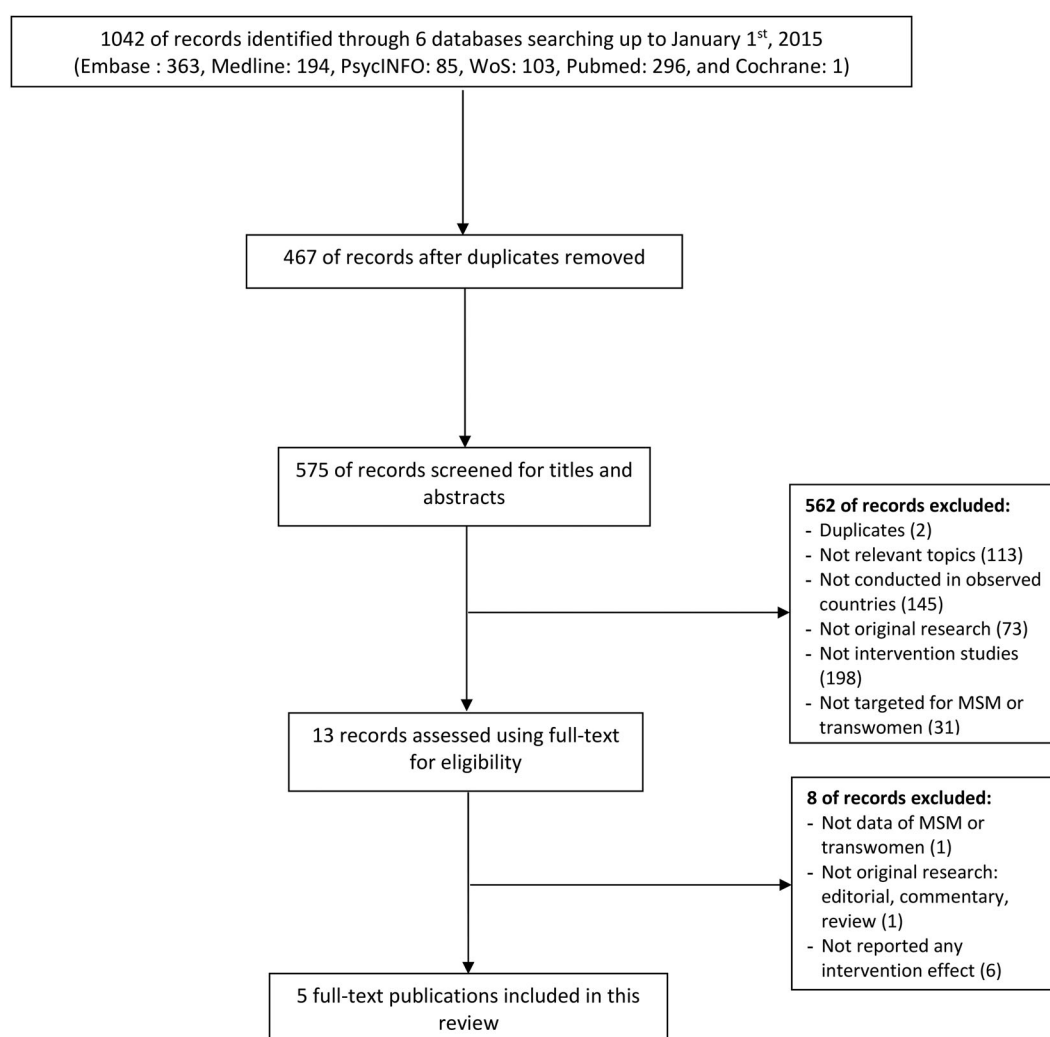 1042 of records identified through 6 databases searching up to January 1st, 2015
(Embase : 363, Medline: 194, PsycINFO: 85, WoS: 103, Pubmed: 296, and Cochrane: 1)
467 of records after duplicates removed
575 of records screened for titles and
abstracts
562 of records excluded:
- Duplicates (2)
- Not relevant topics (113)
- Not conducted in observed
countries (145)
- Not original research (73)
- Not intervention studies
(198)
- Not targeted for MSM or
transwomen (31)
13 records assessed using full-text
for eligibility
8 of records excluded:
- Not data of MSM or
transwomen (1)
- Not original research:
editorial, commentary,
review (1)
- Not reported any
intervention effect (6)
5 full-text publications included in this
review